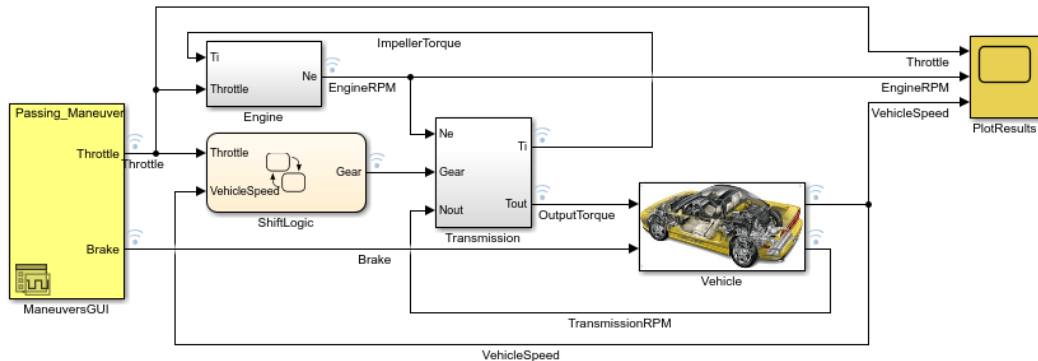 ImpellerTorque
Ti
Throttle
Ne
EngineRPM
Engine
Throttle
EngineRPM
VehicleSpeed
PlotResults
Passing_Maneuver
Throttle
Throttle
Brake
ManeuversGUI
Throttle
VehicleSpeed
Gear
ShiftLogic
Ne
Gear
Nout
Ti
Tout
Transmission
OutputTorque
Brake
Vehicle
TransmissionRPM
VehicleSpeed